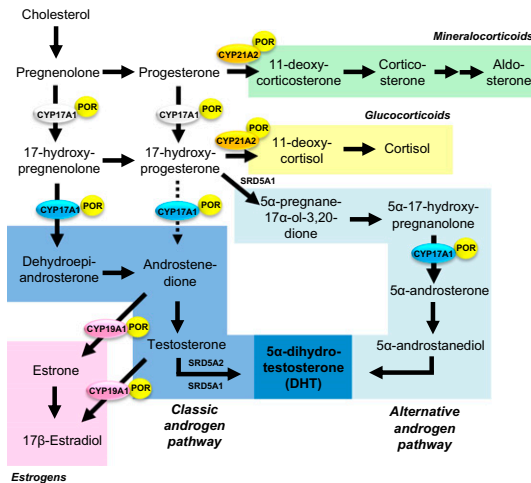 Cholesterol
Mineralocorticoids
POR
CYP21A2
Pregnenolone
Progesterone
11-deoxy-
corticosterone
Cortico-
sterone
Aldo-
sterone
POR
CYP17A1
POR
CYP17A1
Glucocorticoids
POR
CYP21A2
17-hydroxy-
pregnenolone
17-hydroxy-
progesterone
11-deoxy-
cortisol
Cortisol
SRD5A1
POR
CYP17A1
POR
CYP17A1
5α-pregnane-
17α-ol-3,20-
dione
5α-17-hydroxy-
pregnanolone
POR
CYP17A1
Dehydroepi-
androsterone
Androstene-
dione
5α-androsterone
POR
CYP19A1
Testosterone
5α-androstanediol
SRD5A2
SRD5A1
5α-dihydro-
testosterone
(DHT)
Estrone
POR
CYP19A1
17β-Estradiol
Classic
androgen
pathway
Alternative
androgen
pathway
Estrogens